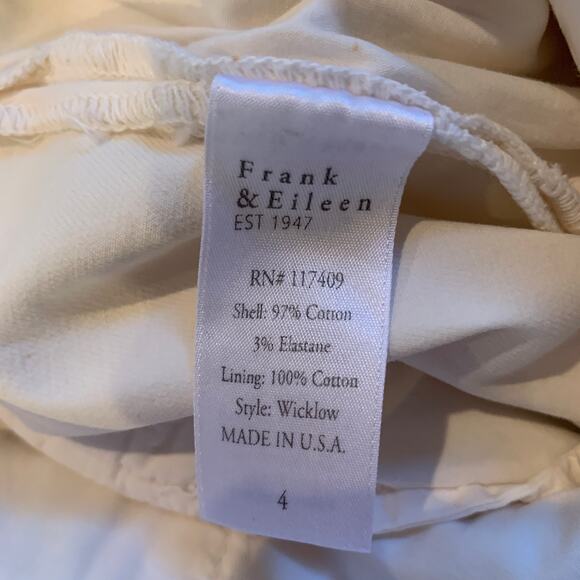 Frank
& Eileen
EST 1947
RN# 117409
Shell: 97% Cotton
3% Elastane
Lining: 100% Cotton
Style: Wicklow
MADE IN U.S.A.
4